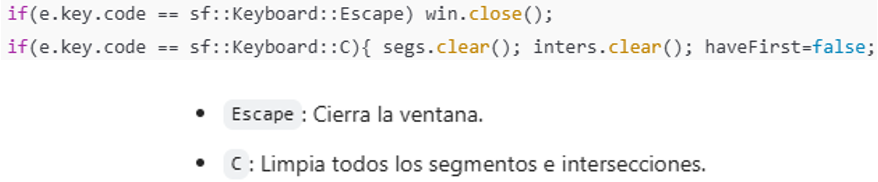 if(e.key.code == sf::Keyboard::Escape) win.close();
if(e.key.code == sf::Keyboard::C){ segs.clear(); inters.clear(); haveFirst=false;
• Escape: Cierra la ventana.
• C: Limpia todos los segmentos e intersecciones.